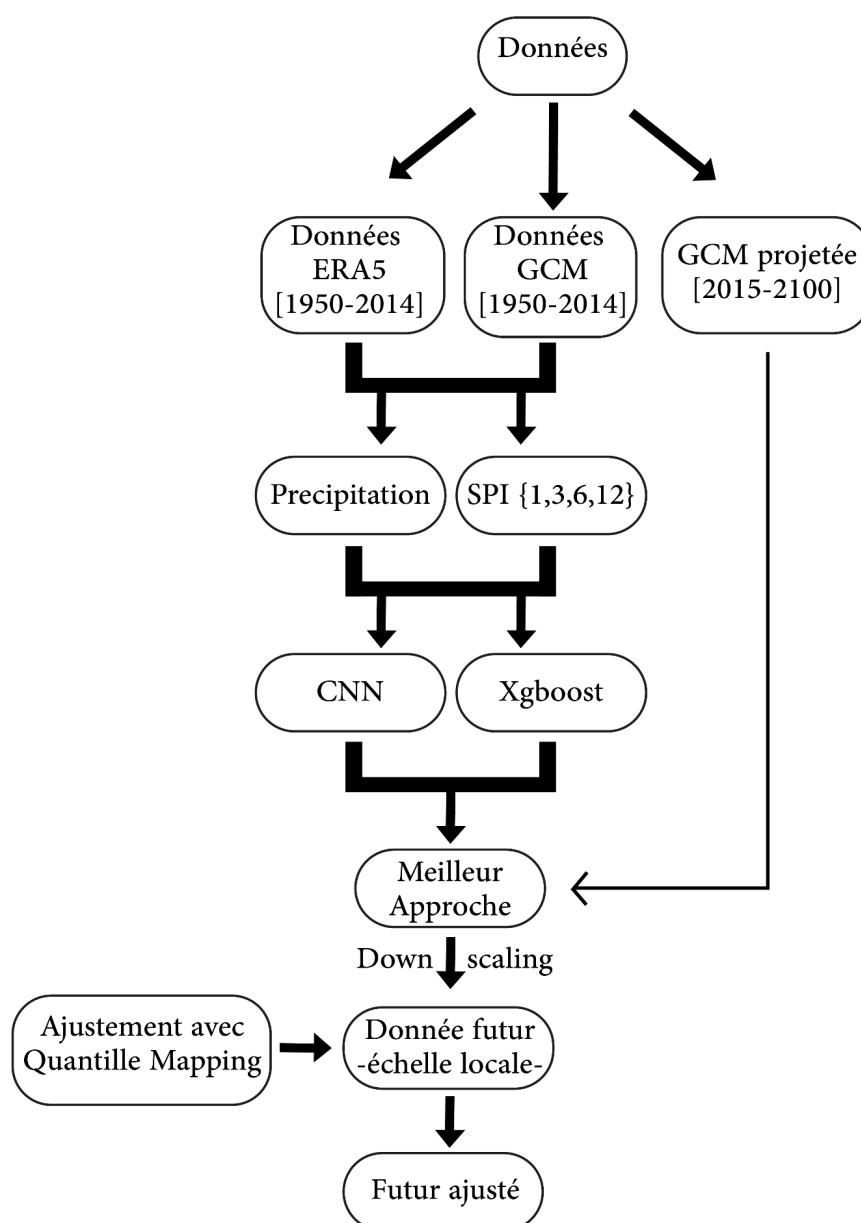 Données
Données
ERA5
[1950-2014]
Données
GCM
[1950-2014]
GCM projetée
[2015-2100]
Precipitation
SPI {1,3,6,12}
CNN
Xgboost
Meilleur
Approche
Down scaling
Ajustement avec
Quantille Mapping
Donnée futur
-échelle locale-
Futur ajusté